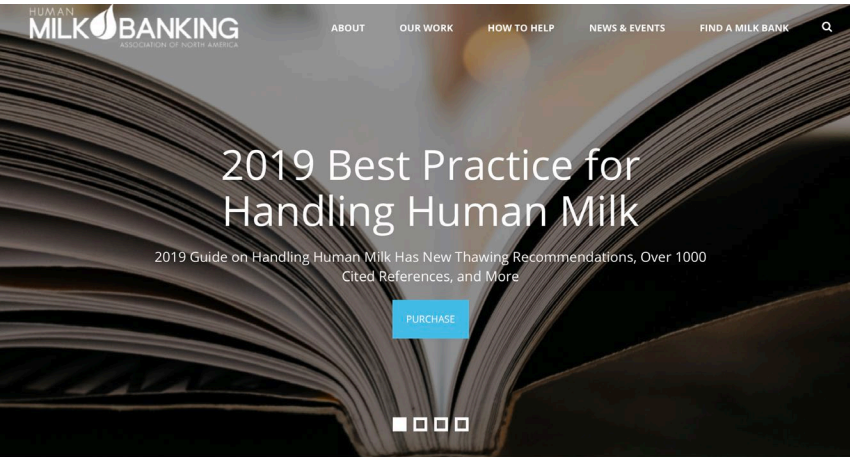 HUMAN
MILK BANKING
ASSOCIATION OF NORTH AMERICA
ABOUT OUR WORK HOW TO HELP NEWS & EVENTS FIND A MILK BANK
2019 Best Practice for
Handling Human Milk
2019 Guide on Handling Human Milk Has New Thawing Recommendations, Over 1000
Cited References, and More
PURCHASE